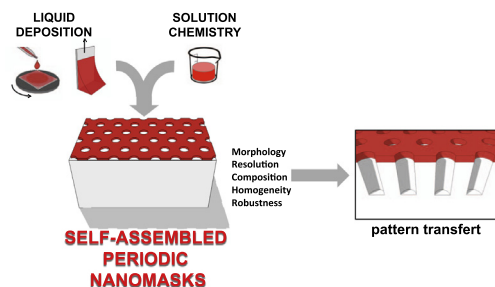 LIQUID
DEPOSITION
SOLUTION
CHEMISTRY
Morphology
Resolution
Composition
Homogeneity
Robustness
SELF-ASSEMBLED
PERIODIC
NANOMASKS
pattern transfert